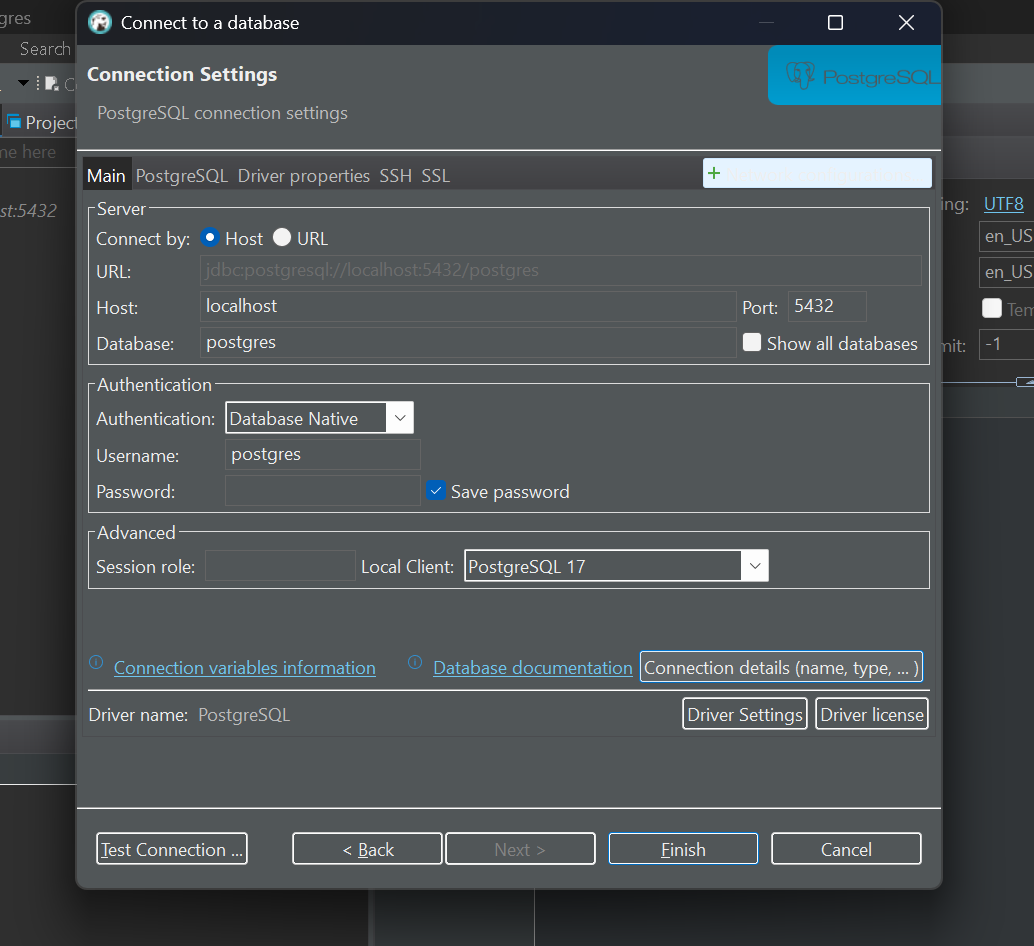 gres
Connect to a database
Search
Connection Settings
PostgreSQL
PostgreSQL connection settings
Project
me here
Main PostgreSQL Driver properties SSH SSL
st:5432
ing: UTF8
Server
Connect by: Host URL
en_US
URL: jdbc:postgresql://localhost:5432/postgres
en_US
Host: localhost Port: 5432
Tem
Database: postgres Show all databases
mit: -1
Authentication
Authentication: Database Native
Username: postgres
Password: Save password
Advanced
Session role: Local Client: PostgreSQL 17
Connection variables information Database documentation Connection details (name, type, ... )
Driver name: PostgreSQL Driver Settings Driver license
Test Connection ... < Back Next > Finish Cancel